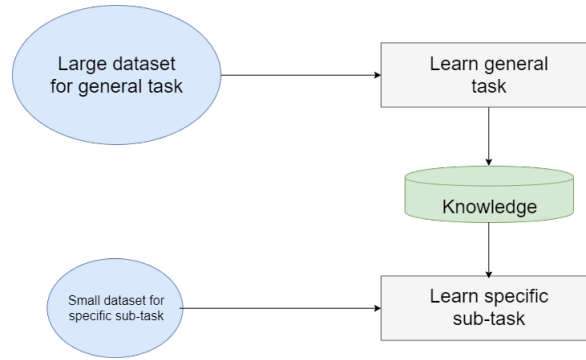 Large dataset
for general task
Learn general
task
Knowledge
Small dataset for
specific sub-task
Learn specific
sub-task